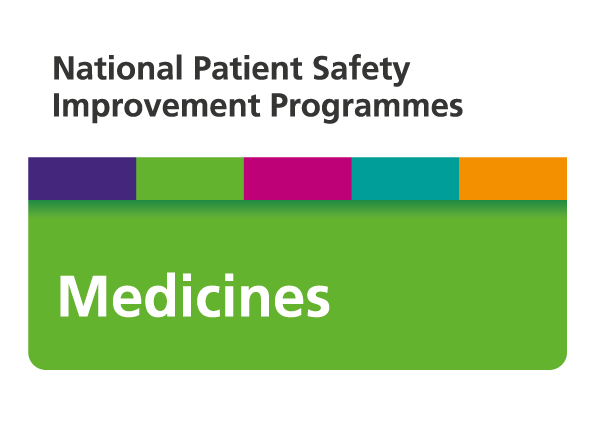 National Patient Safety
Improvement Programmes
Medicines